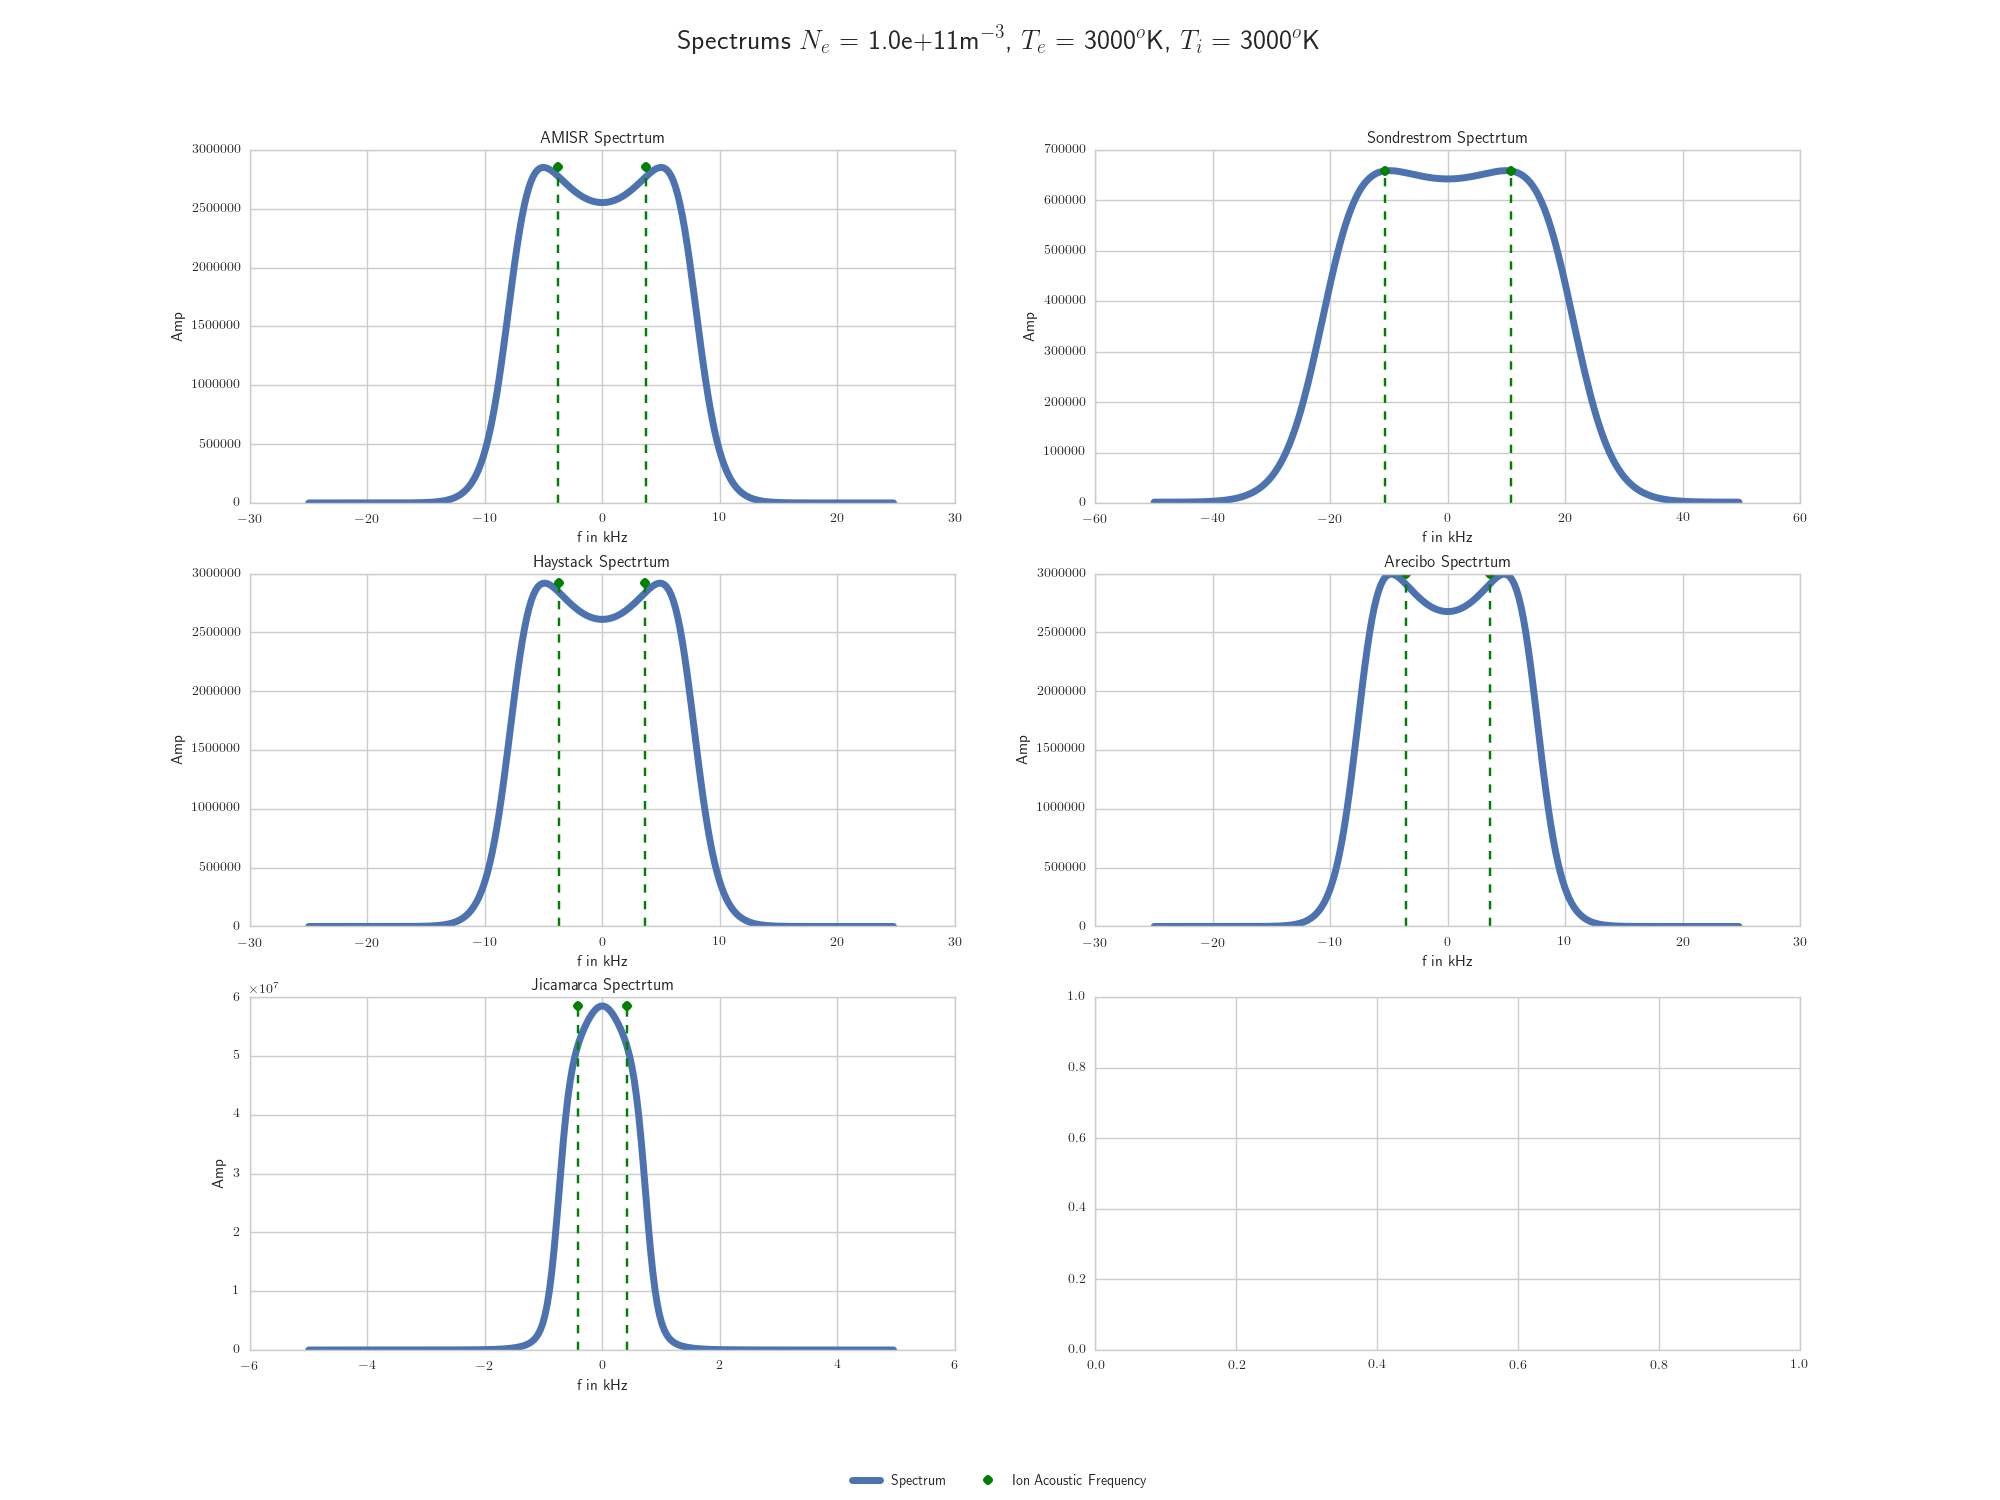 Spectrums N_e = 1.0e+11m^{-3}, T_e = 3000^oK, T_i = 3000^oK
AMISR Spectrtum
3000000
2500000
2000000
1500000
1000000
500000
0
Amp
−30 −20 −10 0 10 20 30
f in kHz
Sondrestrom Spectrtum
700000
600000
500000
400000
300000
200000
100000
0
Amp
−60 −40 −20 0 20 40 60
f in kHz
Haystack Spectrtum
3000000
2500000
2000000
1500000
1000000
500000
0
Amp
−30 −20 −10 0 10 20 30
f in kHz
Arecibo Spectrtum
3000000
2500000
2000000
1500000
1000000
500000
0
Amp
−30 −20 −10 0 10 20 30
f in kHz
Jicamarca Spectrtum
×10^7
6
5
4
3
2
1
0
Amp
−6 −4 −2 0 2 4 6
f in kHz
1.0
0.8
0.6
0.4
0.2
0.0
0.0 0.2 0.4 0.6 0.8 1.0
Spectrum Ion Acoustic Frequency